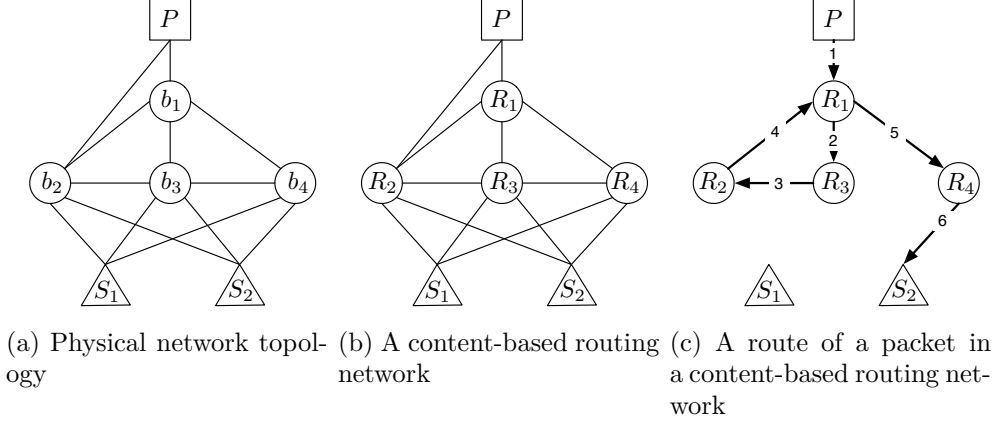 P
b1
b2
b3
b4
S1
S2
(a) Physical network topol-
ogy
P
R1
R2
R3
R4
S1
S2
(b) A content-based routing
network
P
1
R1
4
2
5
R2
3
R3
R4
6
S1
S2
(c) A route of a packet in
a content-based routing net-
work